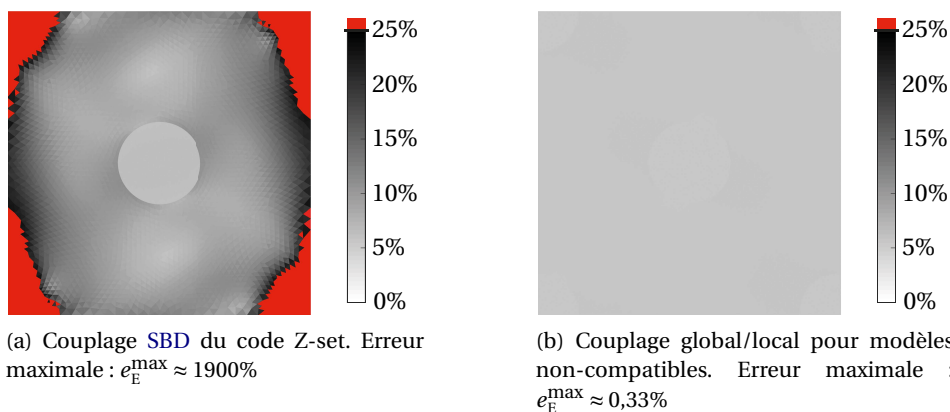 25%
20%
15%
10%
5%
0%
25%
20%
15%
10%
5%
0%
(a) Couplage SBD du code Z-set. Erreur
maximale : e_E^max ≈ 1900%
(b) Couplage global/local pour modèles
non-compatibles. Erreur maximale :
e_E^max ≈ 0,33%